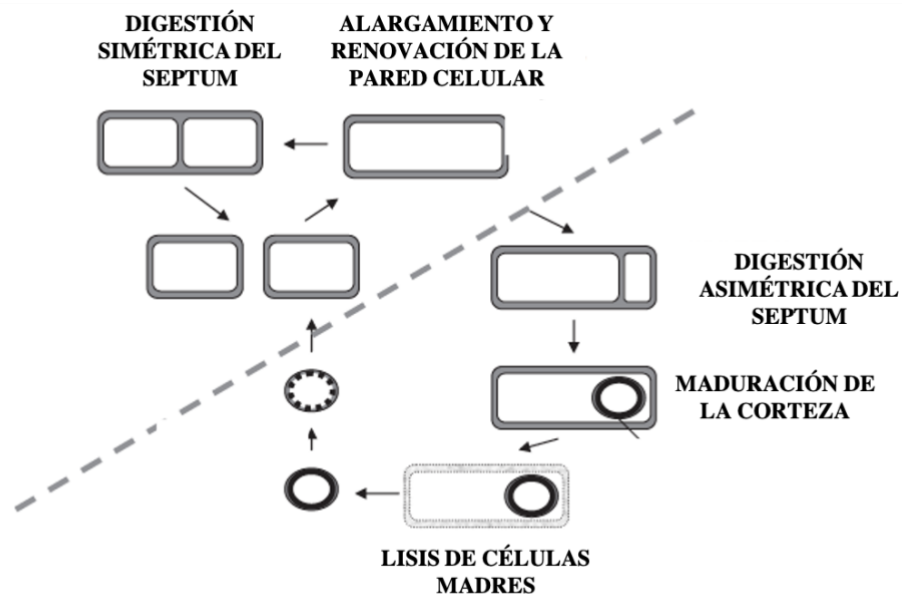 DIGESTIÓN
SIMÉTRICA DEL
SEPTUM
ALARGAMIENTO Y
RENOVACIÓN DE LA
PARED CELULAR
DIGESTIÓN
ASIMÉTRICA DEL
SEPTUM
MADURACIÓN DE
LA CORTEZA
LISIS DE CÉLULAS
MADRES